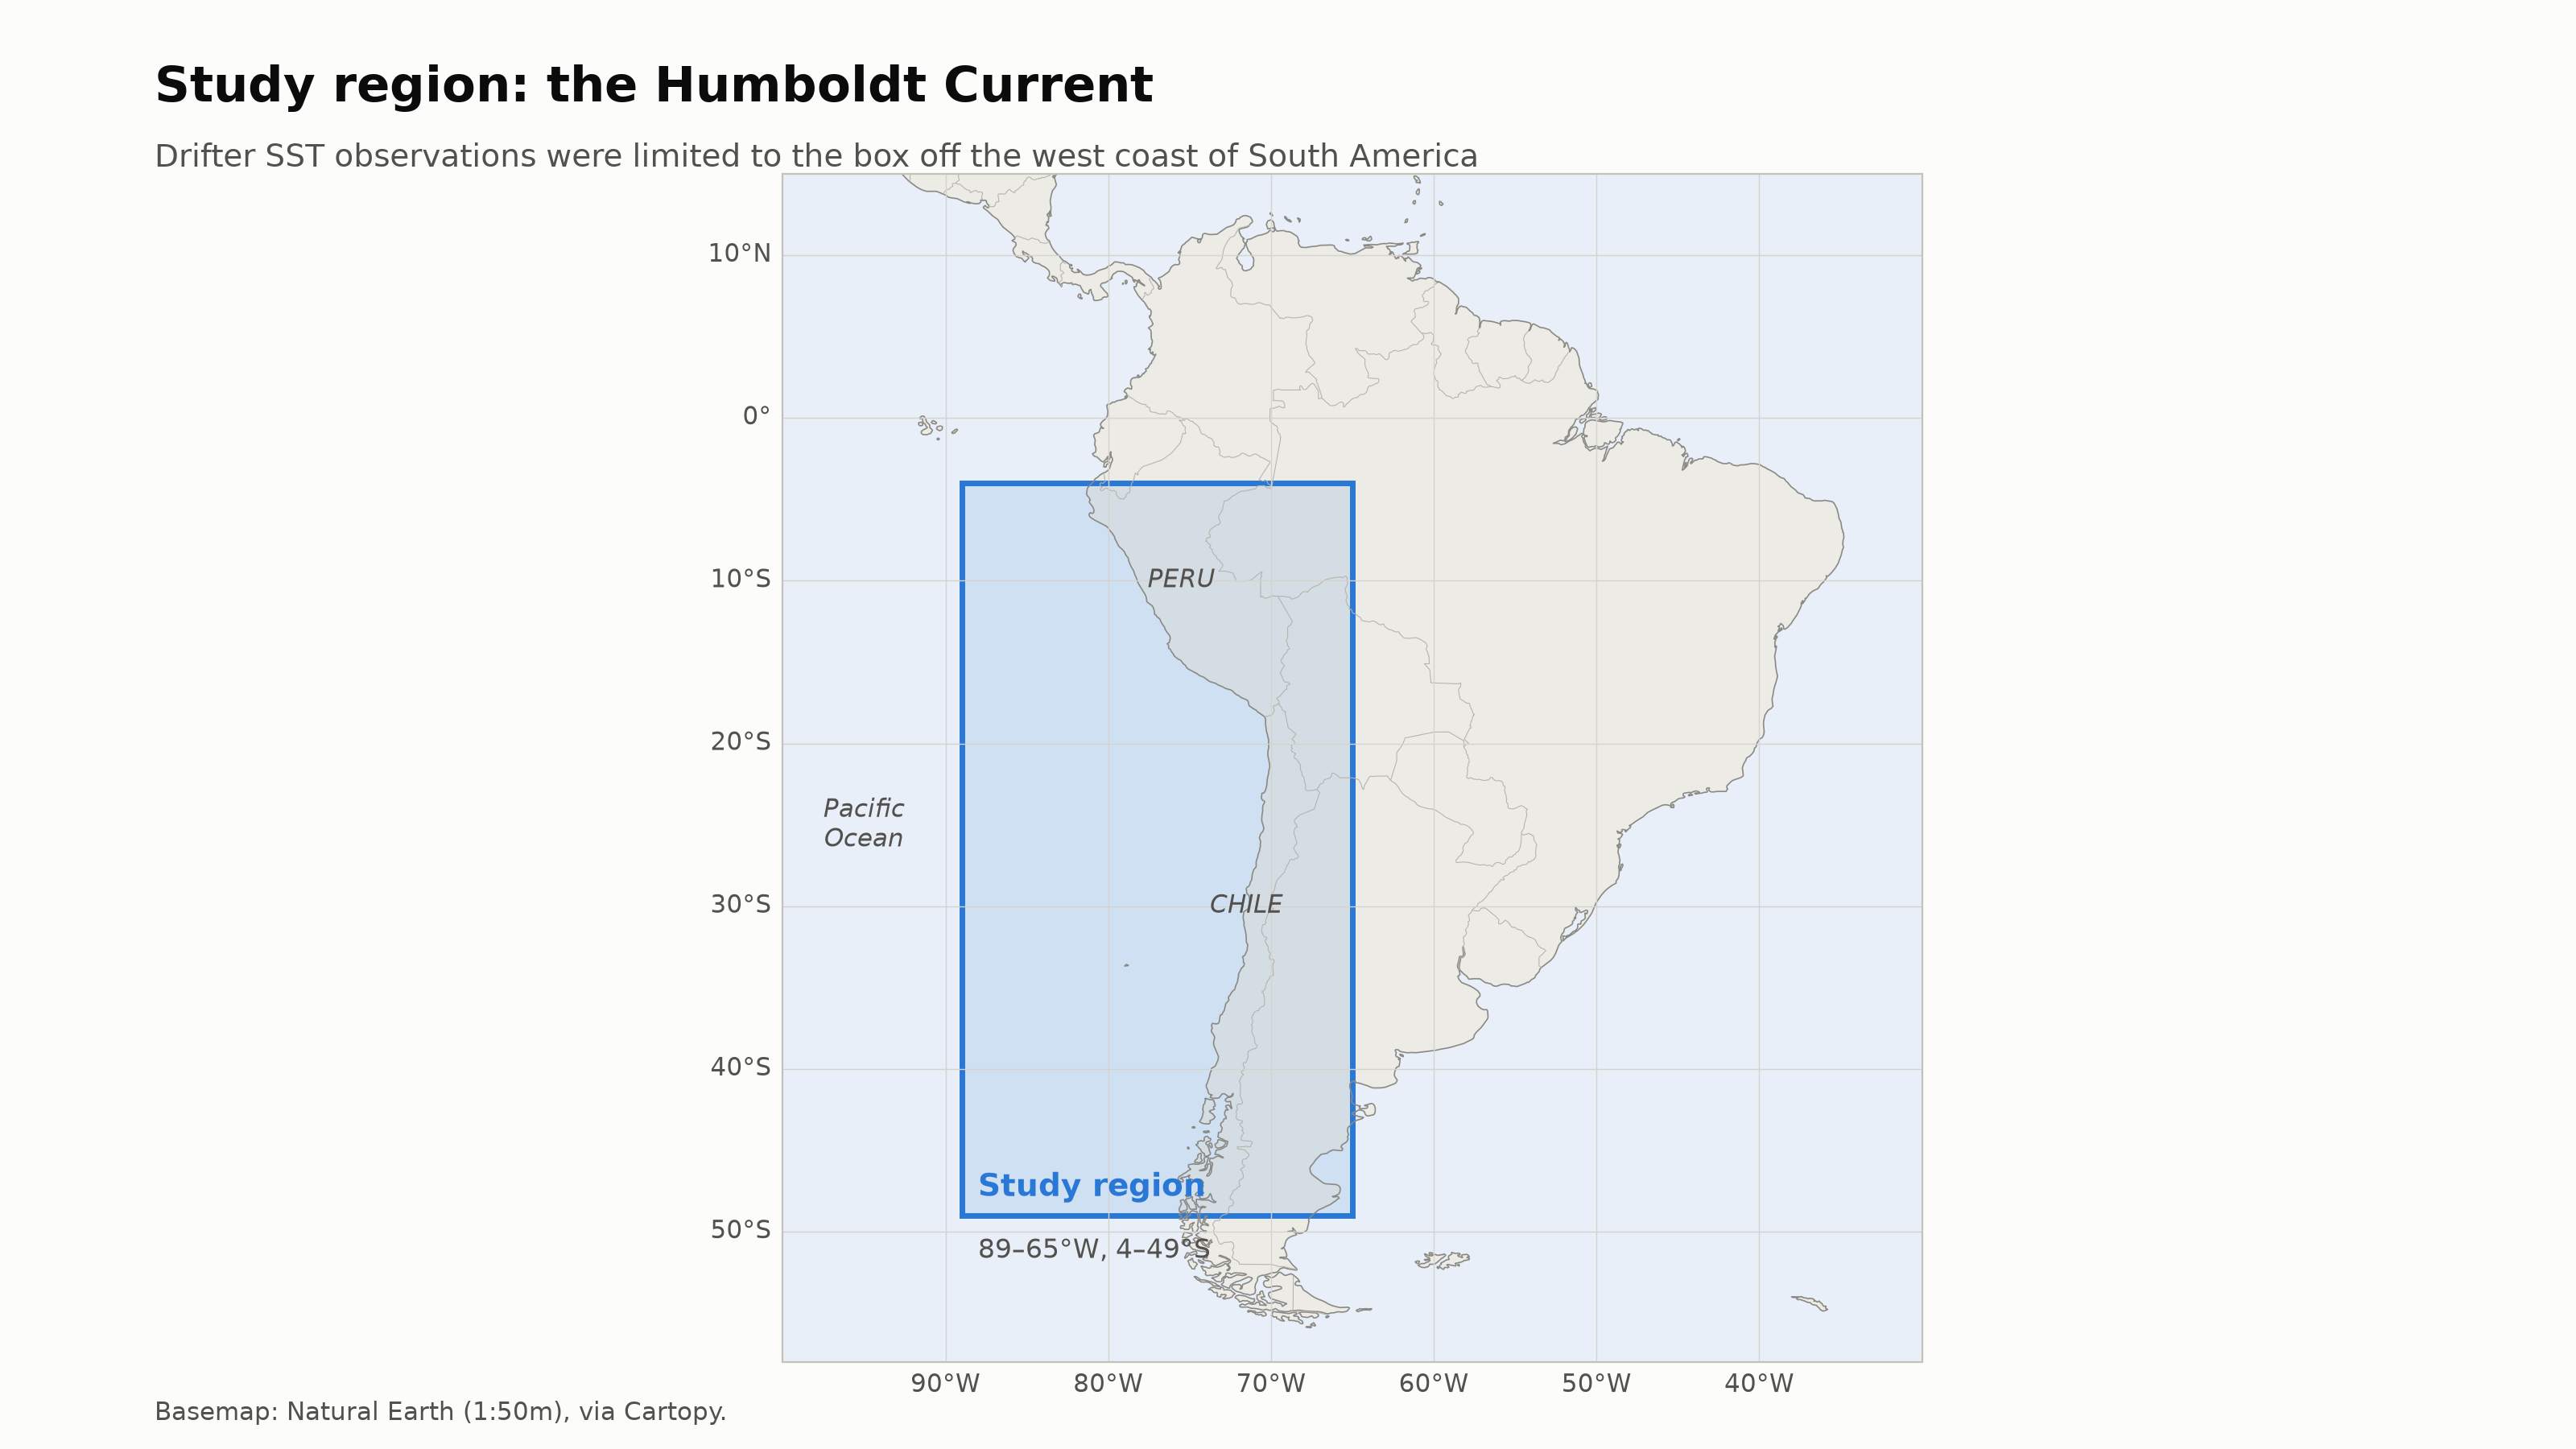 Study region: the Humboldt Current
Drifter SST observations were limited to the box off the west coast of South America
10°N
0°
10°S
PERU
20°S
Pacific
Ocean
30°S
CHILE
40°S
Study region
50°S
89–65°W, 4–49°S
90°W
80°W
70°W
60°W
50°W
40°W
Basemap: Natural Earth (1:50m), via Cartopy.